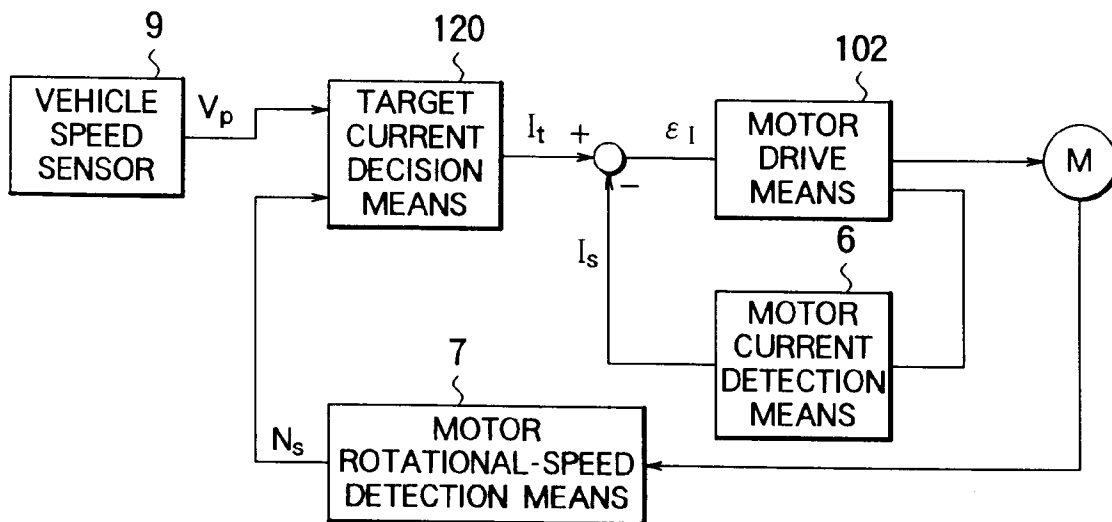 9
VEHICLE
SPEED
SENSOR
Vp
120
TARGET
CURRENT
DECISION
MEANS
It
+
−
εI
102
MOTOR
DRIVE
MEANS
M
Is
6
MOTOR
CURRENT
DETECTION
MEANS
7
MOTOR
ROTATIONAL-SPEED
DETECTION MEANS
Ns